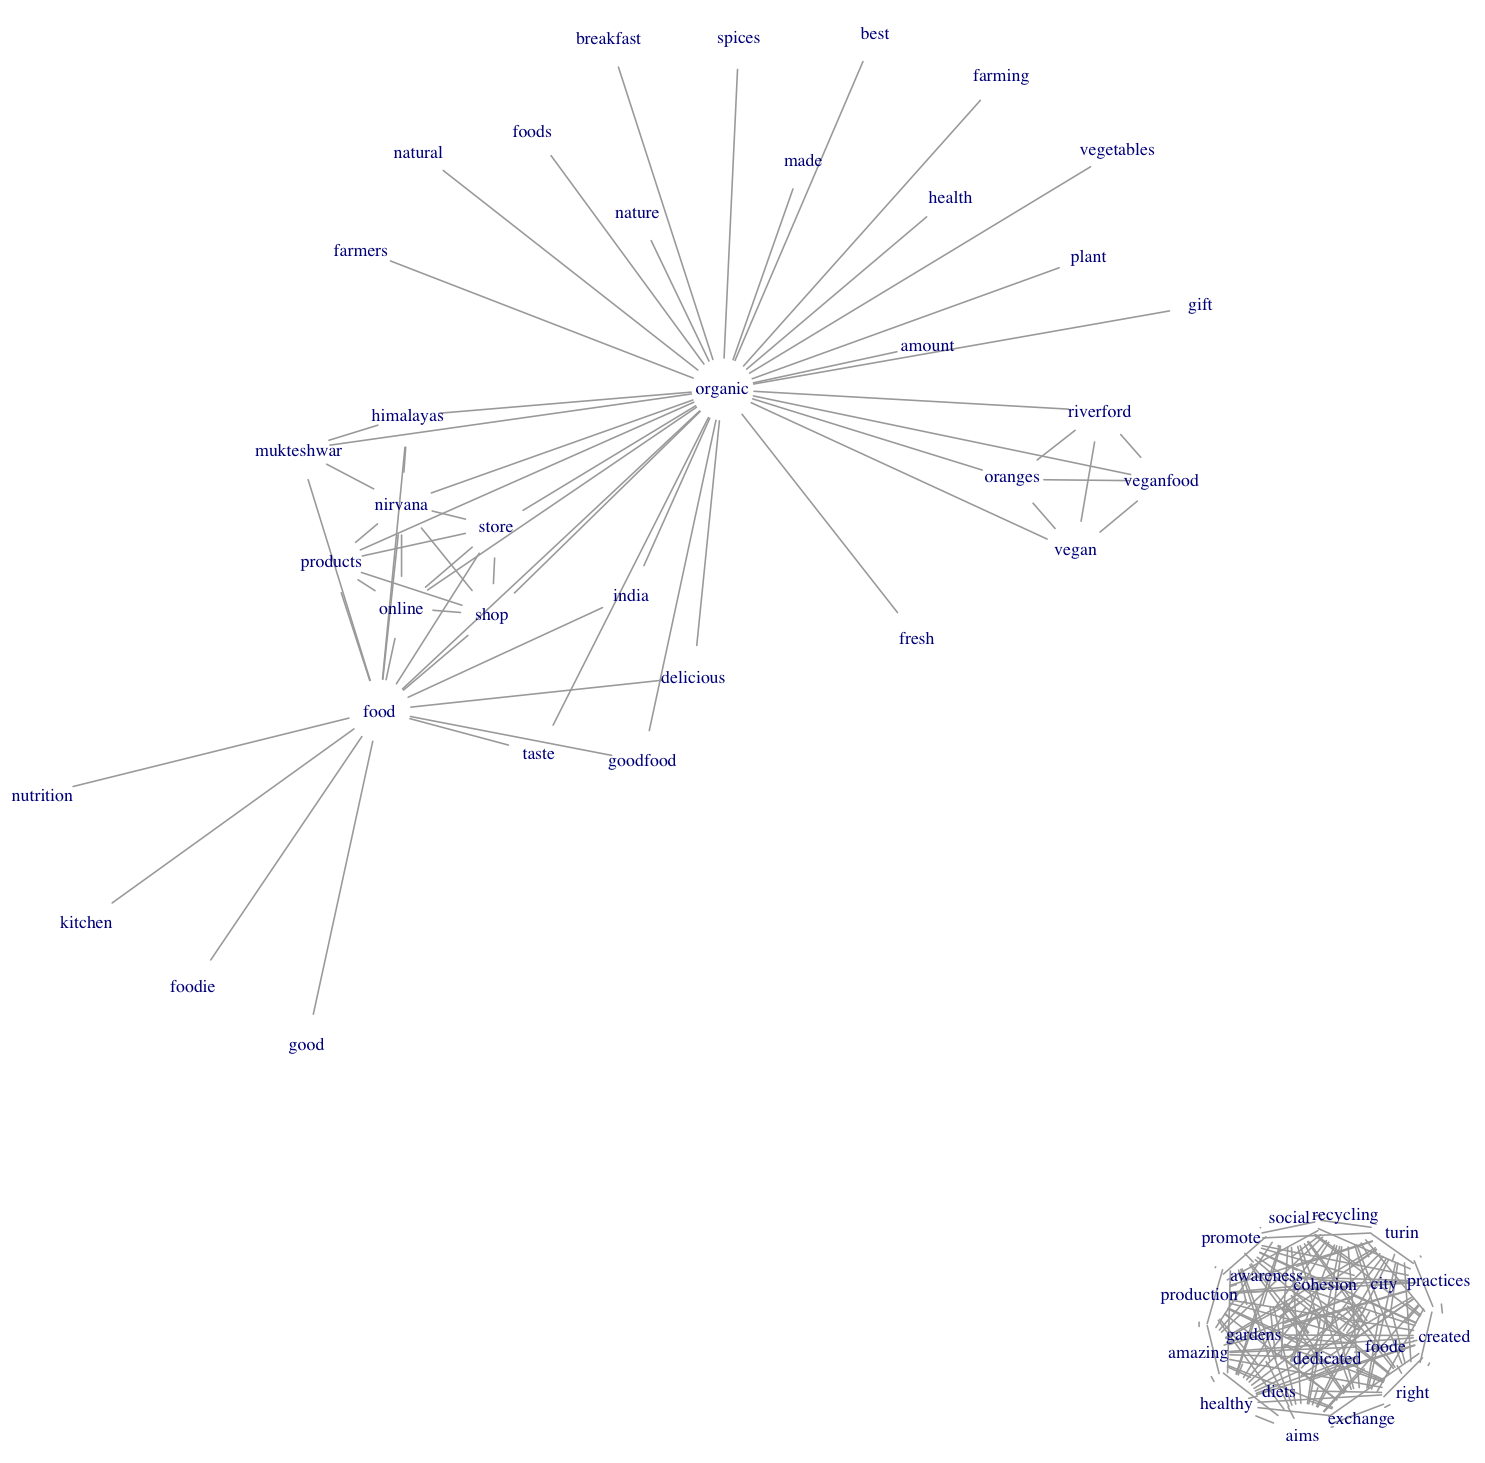 best
breakfast
spices
farming
foods
natural
made
vegetables
health
nature
farmers
plant
gift
amount
organic
himalayas
riverford
mukteshwar
oranges
veganfood
nirvana
store
vegan
products
india
online
shop
fresh
delicious
food
taste
goodfood
nutrition
kitchen
foodie
good
social
recycling
promote
turin
awareness
cohesion
city
practices
production
gardens
created
foode
amazing
dedicated
diets
right
healthy
exchange
aims